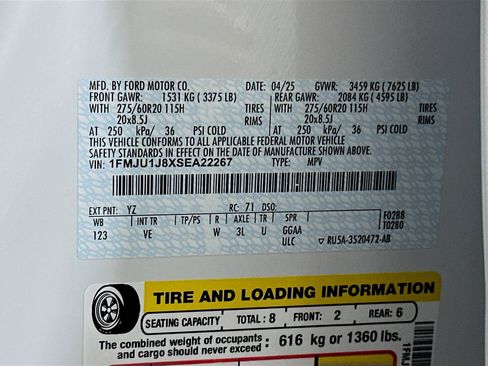 MFD. BY FORD MOTOR CO. DATE: 04/25 GVWR: 3459 KG (7625 LB)
FRONT GAWR: 1531 KG (3375 LB) REAR GAWR: 2084 KG (4595 LB)
WITH 275/60R20 115H TIRES WITH 275/60R20 115H TIRES
20x8.5J RIMS 20x8.5J RIMS
AT 250 kPa/ 36 PSI COLD AT 250 kPa/ 36 PSI COLD
THIS VEHICLE CONFORMS TO ALL APPLICABLE FEDERAL MOTOR VEHICLE
SAFETY STANDARDS IN EFFECT ON THE DATE OF MANUFACTURE SHOWN ABOVE.
VIN: 1FMJU1J8XSEA22267 TYPE: MPV
EXT PNT: YZ RC: 71 DSO:
WB INT TR TP/PS R AXLE TR SPR F0288
123 VE W 3L U GGAA T0280
ULC ▽ RU5A-3520472-AB
TIRE AND LOADING INFORMATION
SEATING CAPACITY TOTAL: 8 FRONT: 2 REAR: 6
The combined weight of occupants and cargo should never exceed : 616 kg or 1360 lbs.